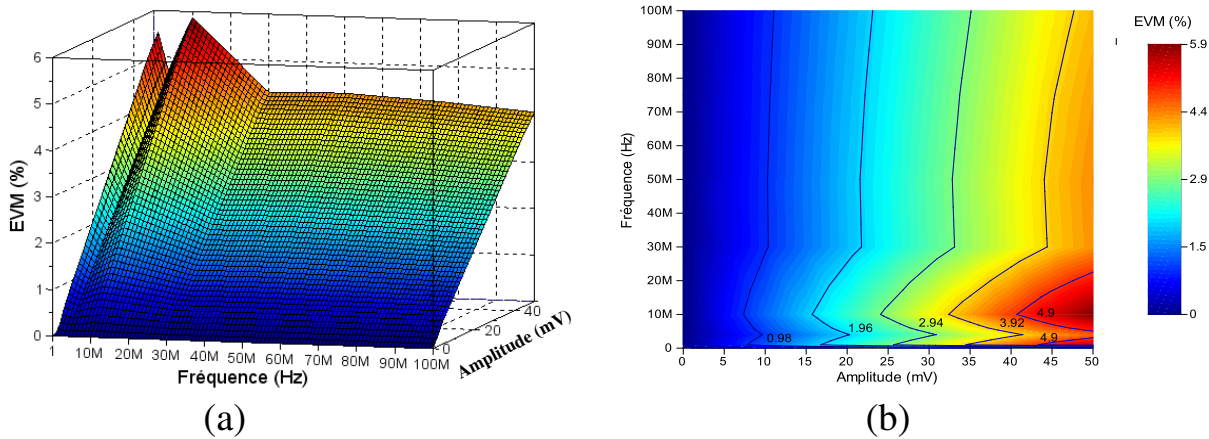 6
5
4
3
2
1
0
EVM (%)
1 10M 20M 30M 40M 50M 60M 70M 80M 90M 100M
Fréquence (Hz)
0
20
40
Amplitude (mV)
(a)
100M
90M
80M
70M
60M
50M
40M
30M
20M
10M
0
Fréquence (Hz)
0.98
1.96
2.94
3.92
4.9
4.9
0 5 10 15 20 25 30 35 40 45 50
Amplitude (mV)
EVM (%)
5.9
4.4
2.9
1.5
0
(b)